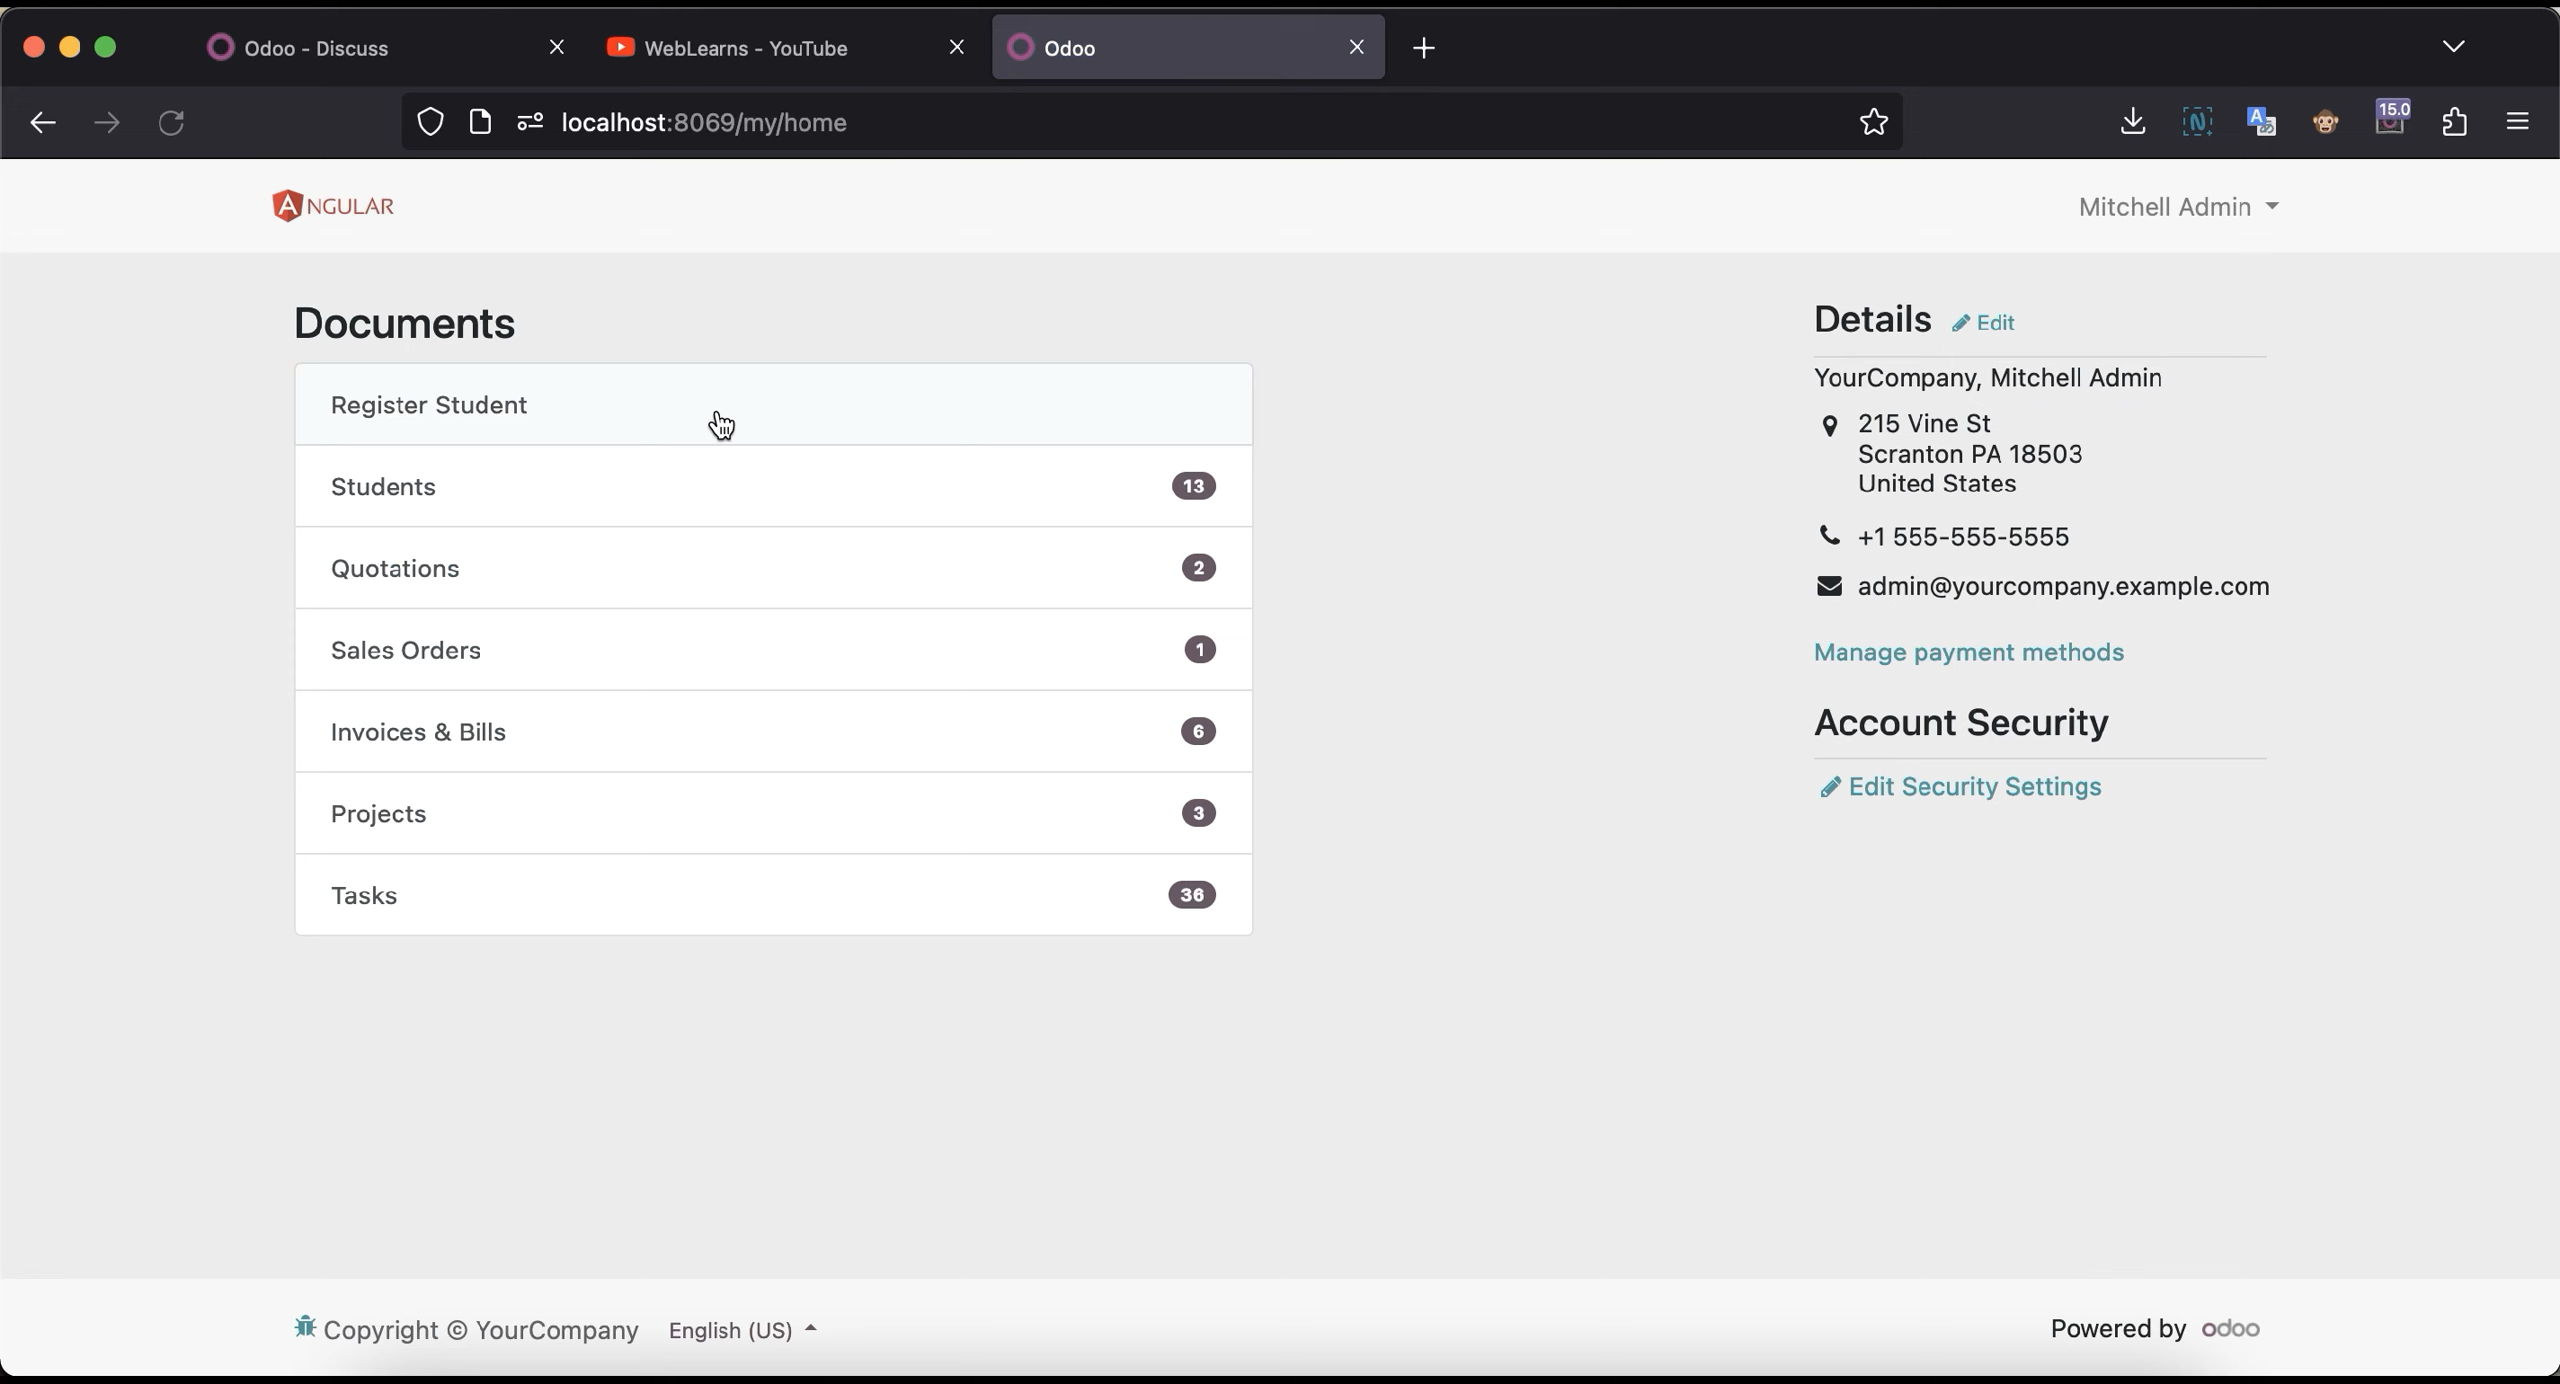 Odoo - Discuss
WebLearns - YouTube
Odoo
localhost:8069/my/home
15.0
ANGULAR
Mitchell Admin
Documents
Register Student
Students 13
Quotations 2
Sales Orders 1
Invoices & Bills 6
Projects 3
Tasks 36
Details Edit
YourCompany, Mitchell Admin
215 Vine St
Scranton PA 18503
United States
+1 555-555-5555
admin@yourcompany.example.com
Manage payment methods
Account Security
Edit Security Settings
Copyright © YourCompany English (US)
Powered by odoo